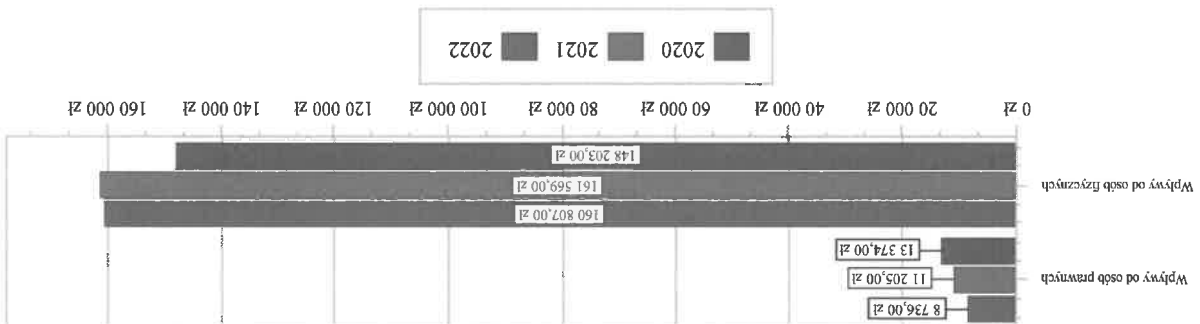 8 736,00 zł
Wpływy od osób prawnych
11 205,00 zł
13 374,00 zł
160 807,00 zł
Wpływy od osób fizycznych
161 569,00 zł
148 203,00 zł
0 zł 20 000 zł 40 000 zł 60 000 zł 80 000 zł 100 000 zł 120 000 zł 140 000 zł 160 000 zł
2020 2021 2022